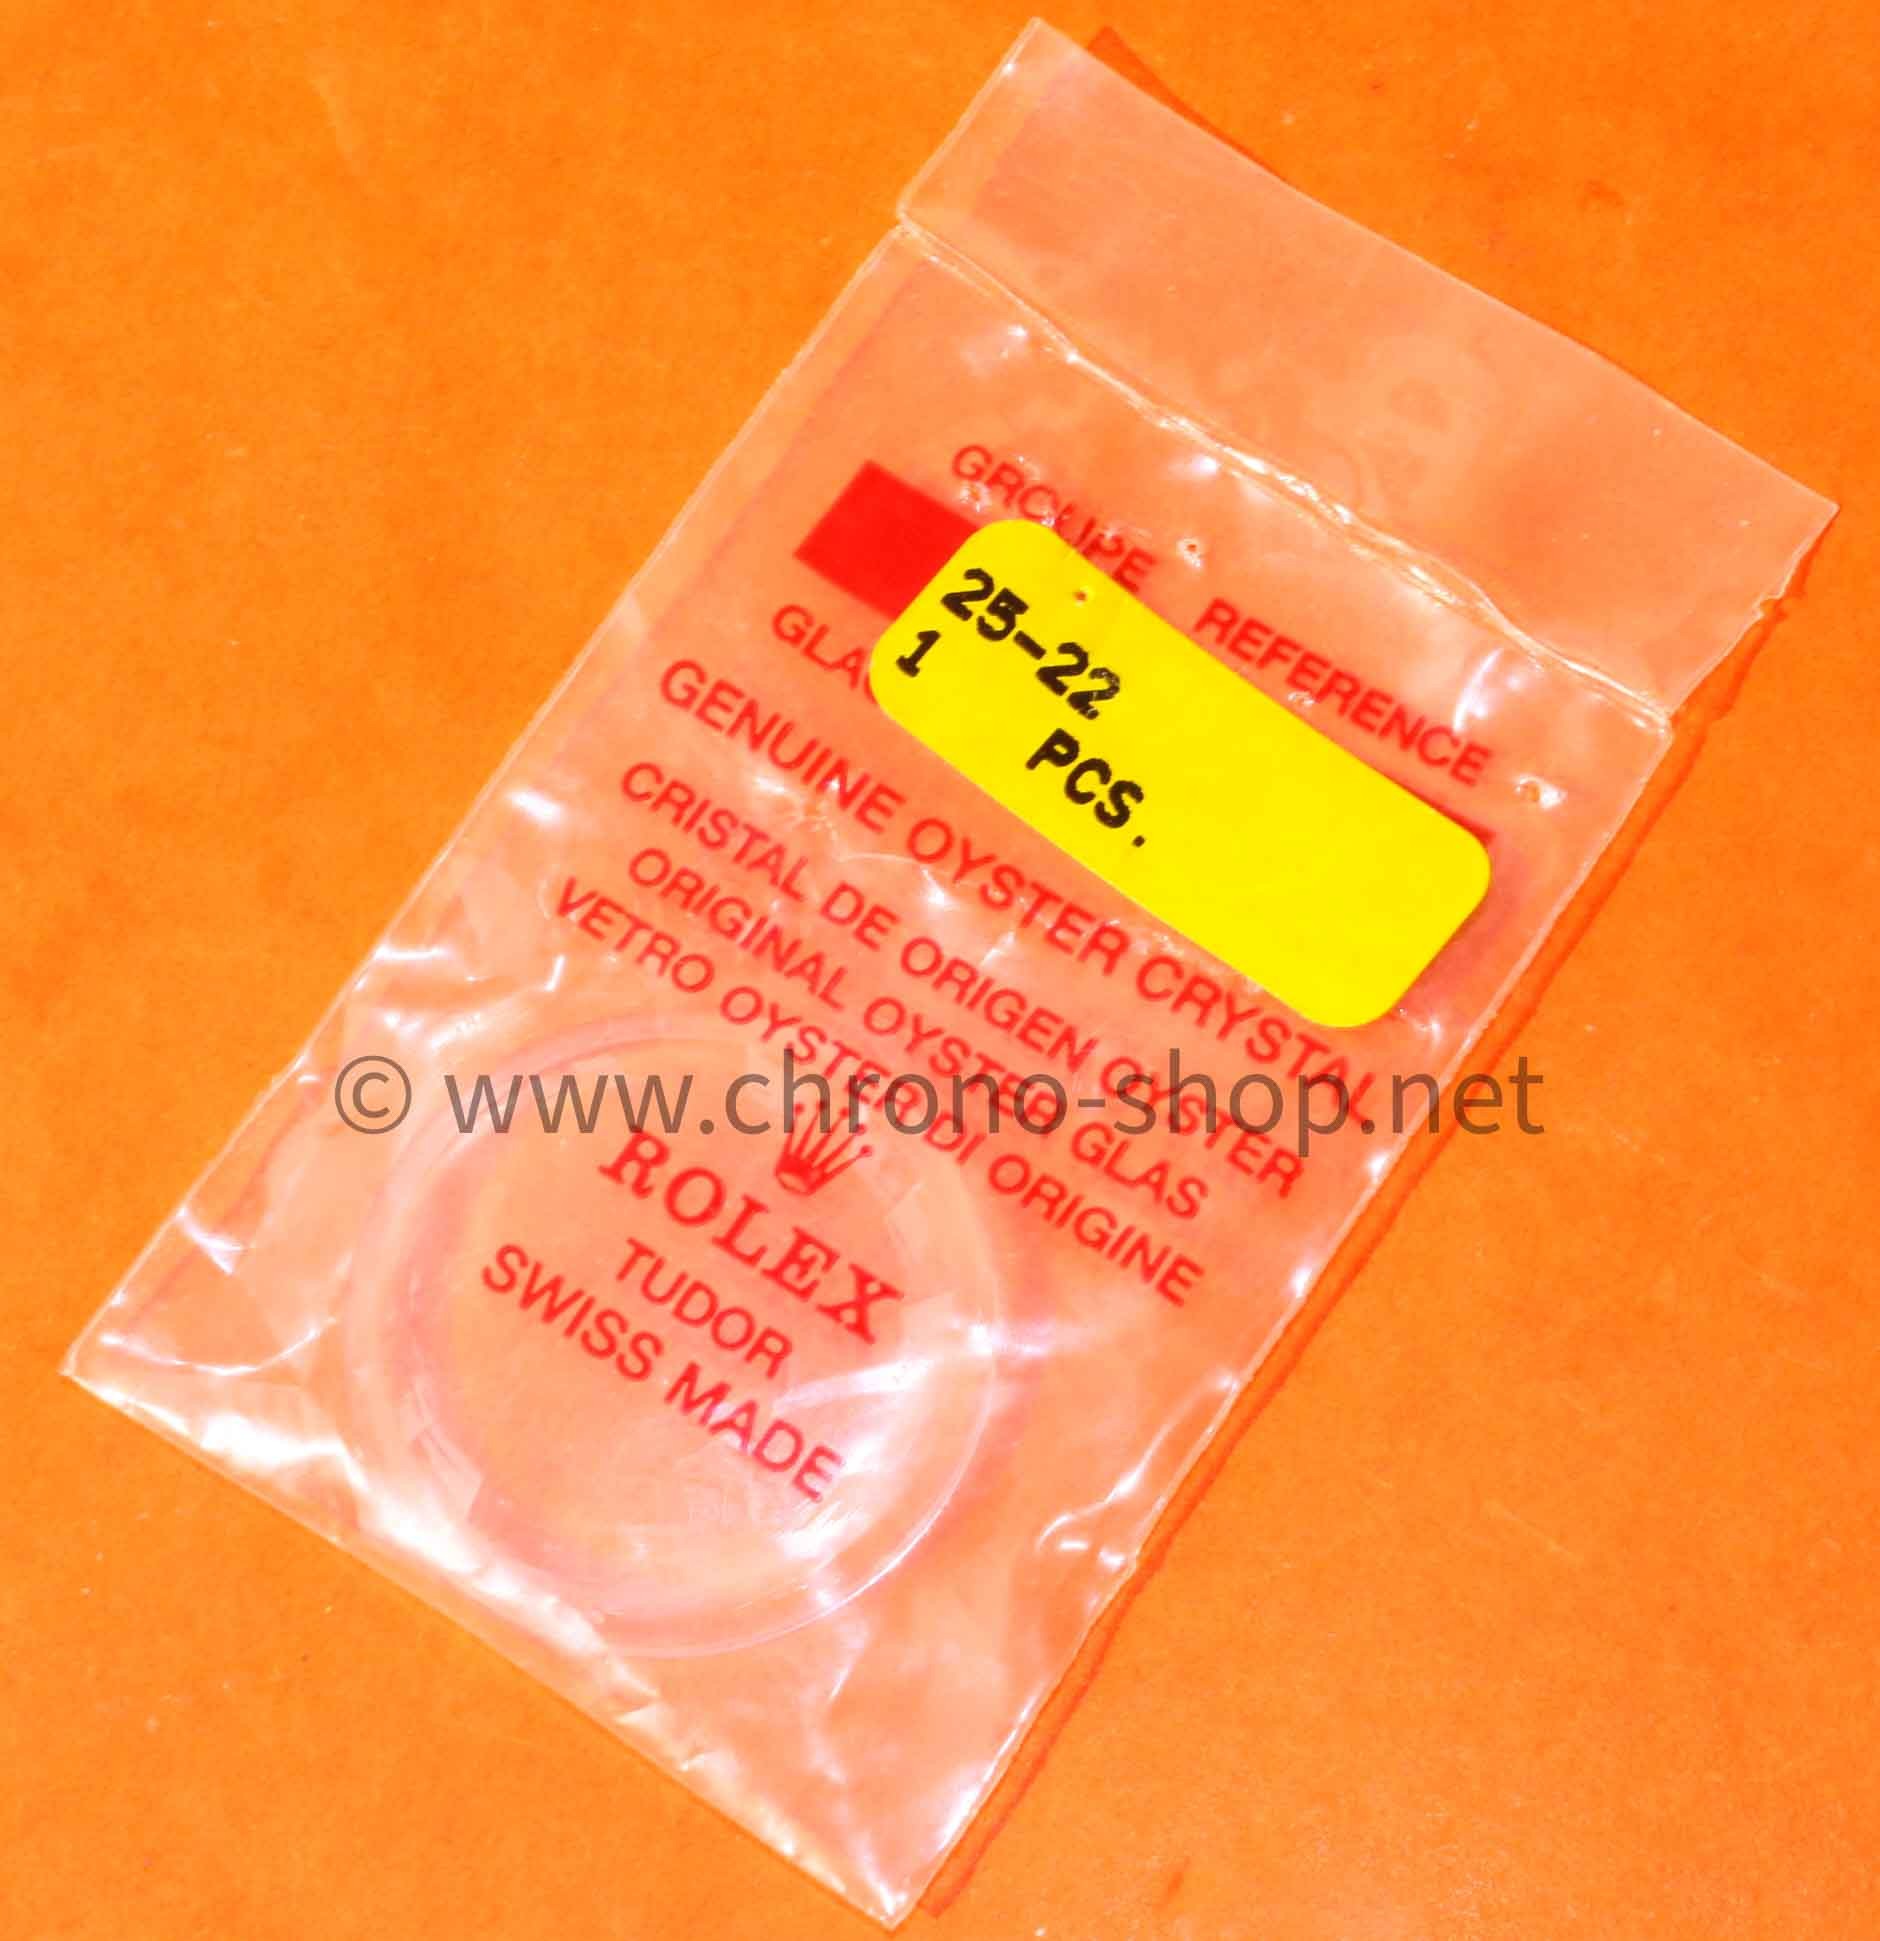 GROUPE REFERENCE
25-22
1 PCS.
GENUINE OYSTER CRYSTAL
CRISTAL DE ORIGEN OYSTER
ORIGINAL OYSTER GLAS
VETRO OYSTER DI ORIGINE
© www.chrono-shop.net
ROLEX
TUDOR
SWISS MADE